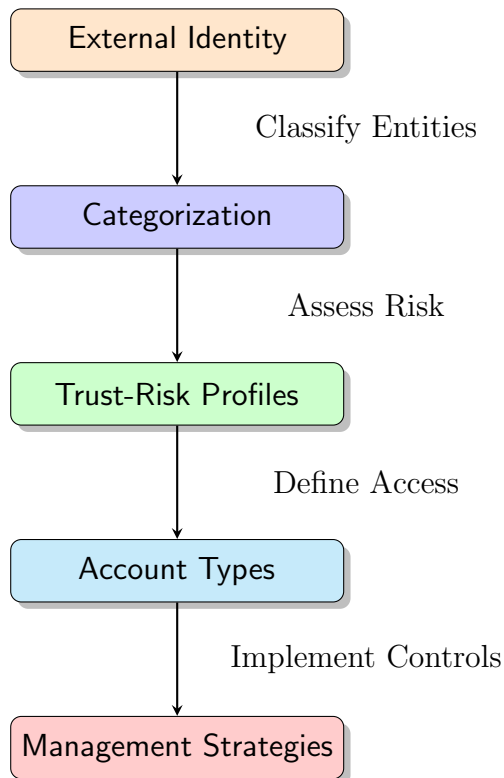 External Identity
Classify Entities
Categorization
Assess Risk
Trust-Risk Profiles
Define Access
Account Types
Implement Controls
Management Strategies